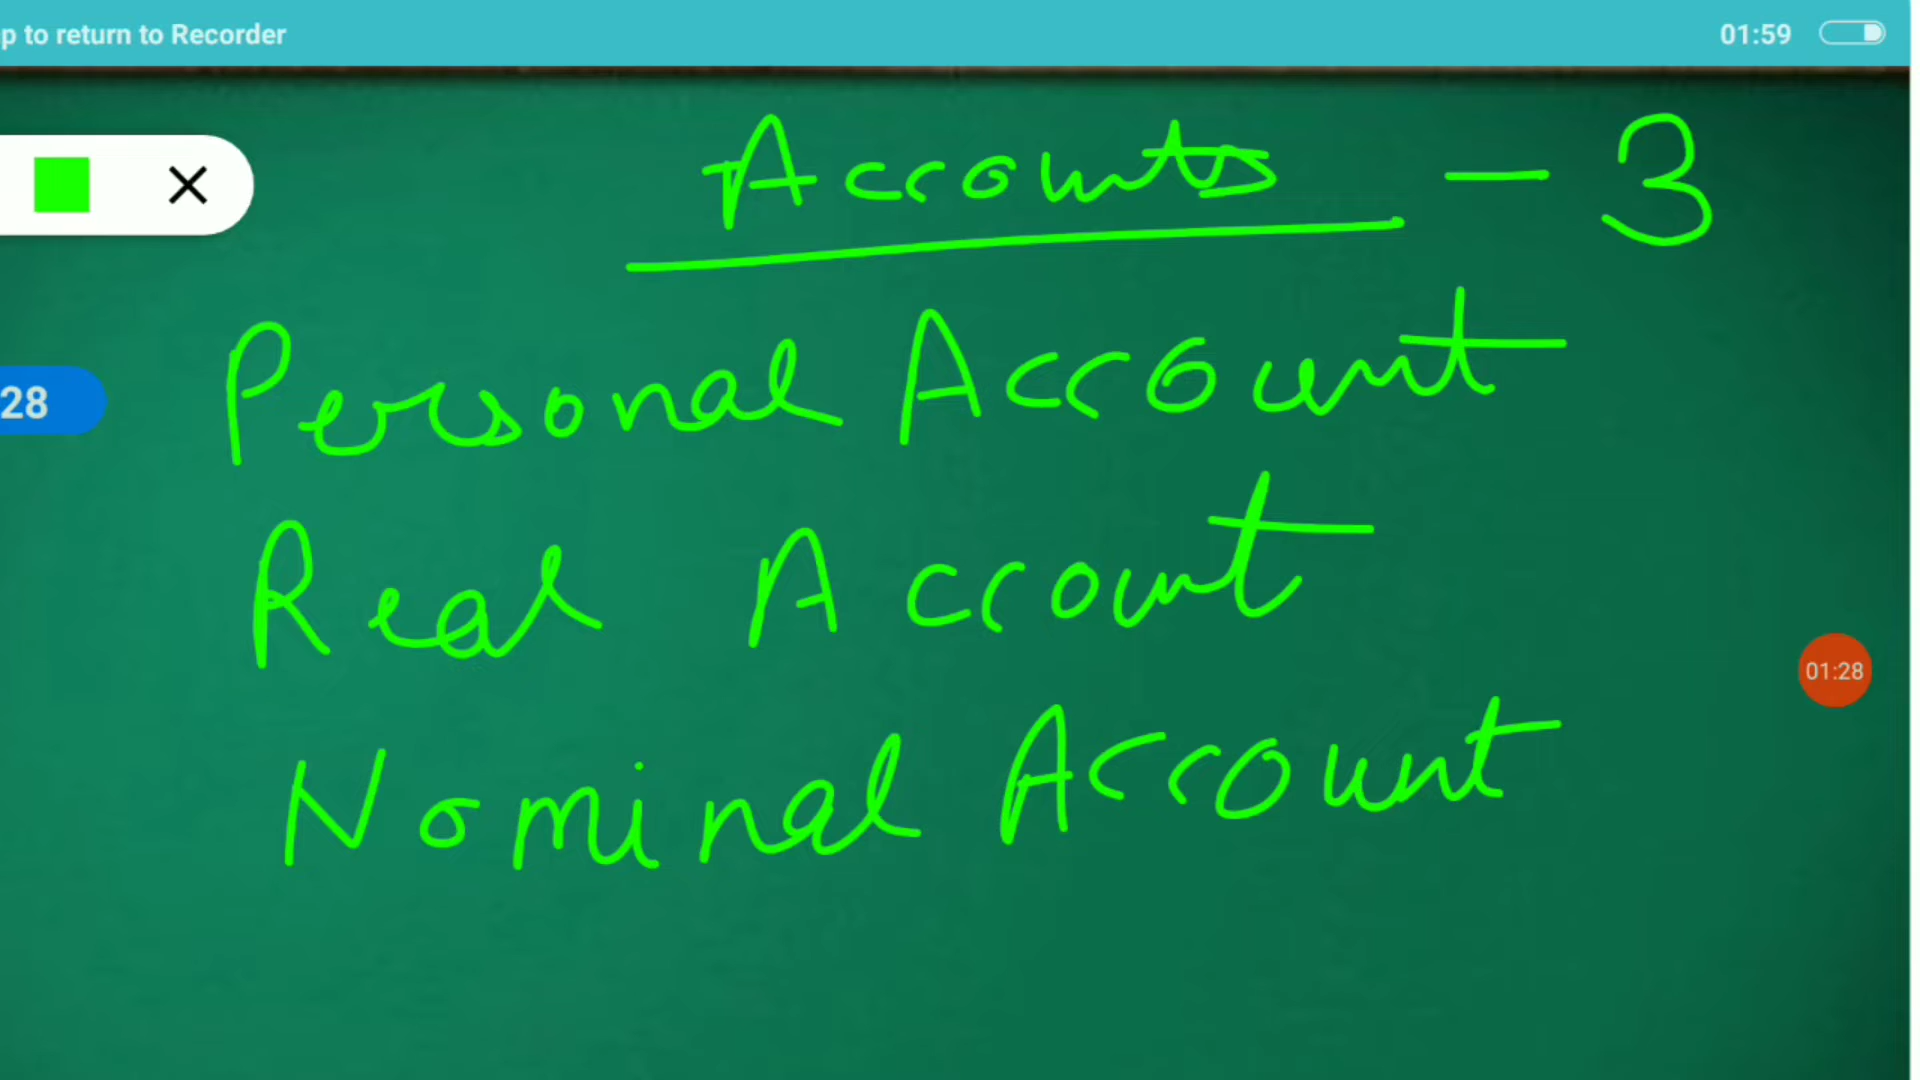 p to return to Recorder 01:59
Accounts - 3
Personal Account
28
Real Account
01:28
Nominal Account